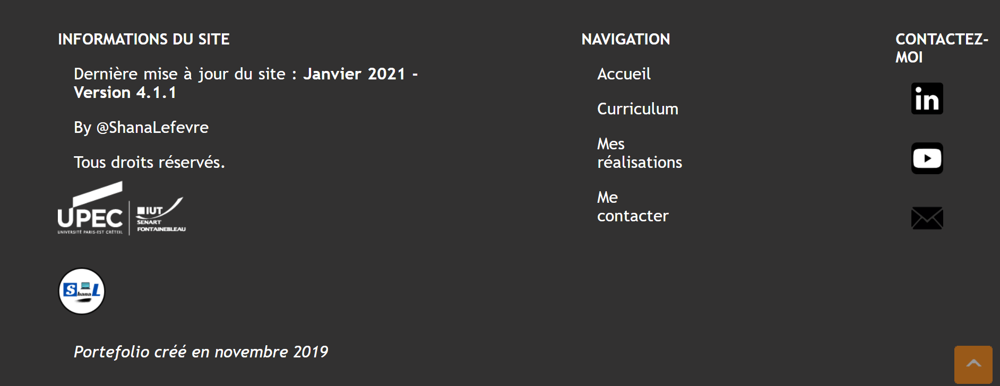 INFORMATIONS DU SITE
Dernière mise à jour du site : Janvier 2021 -
Version 4.1.1
By @ShanaLefevre
Tous droits réservés.
UPEC
UNIVERSITÉ PARIS-EST CRÉTEIL
IUT
SENART
FONTAINEBLEAU
Shana L
Portefolio créé en novembre 2019
NAVIGATION
Accueil
Curriculum
Mes
réalisations
Me
contacter
CONTACTEZ-
MOI
in